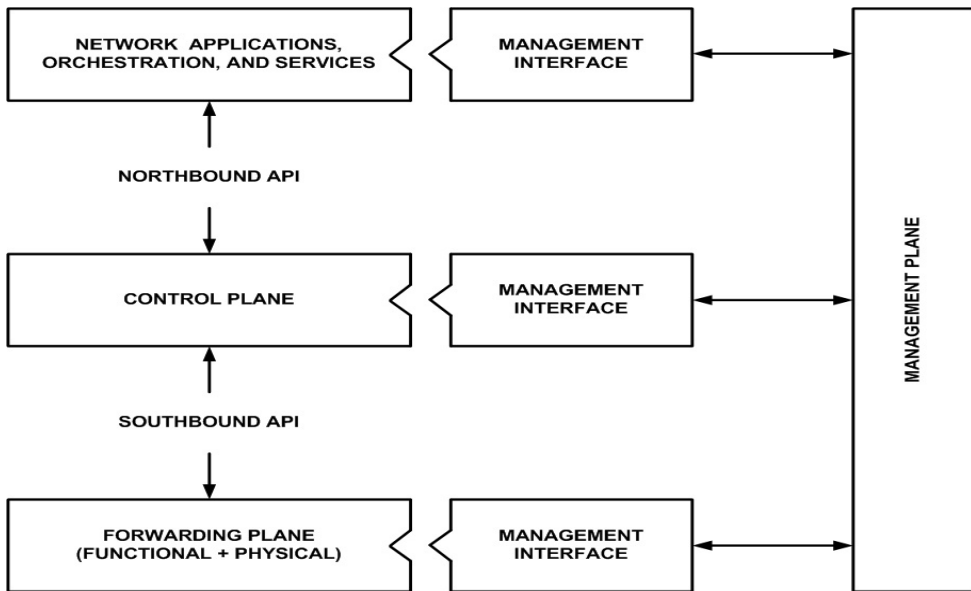 NETWORK APPLICATIONS,
ORCHESTRATION, AND SERVICES
MANAGEMENT
INTERFACE
NORTHBOUND API
CONTROL PLANE
MANAGEMENT
INTERFACE
MANAGEMENT PLANE
SOUTHBOUND API
FORWARDING PLANE
(FUNCTIONAL + PHYSICAL)
MANAGEMENT
INTERFACE